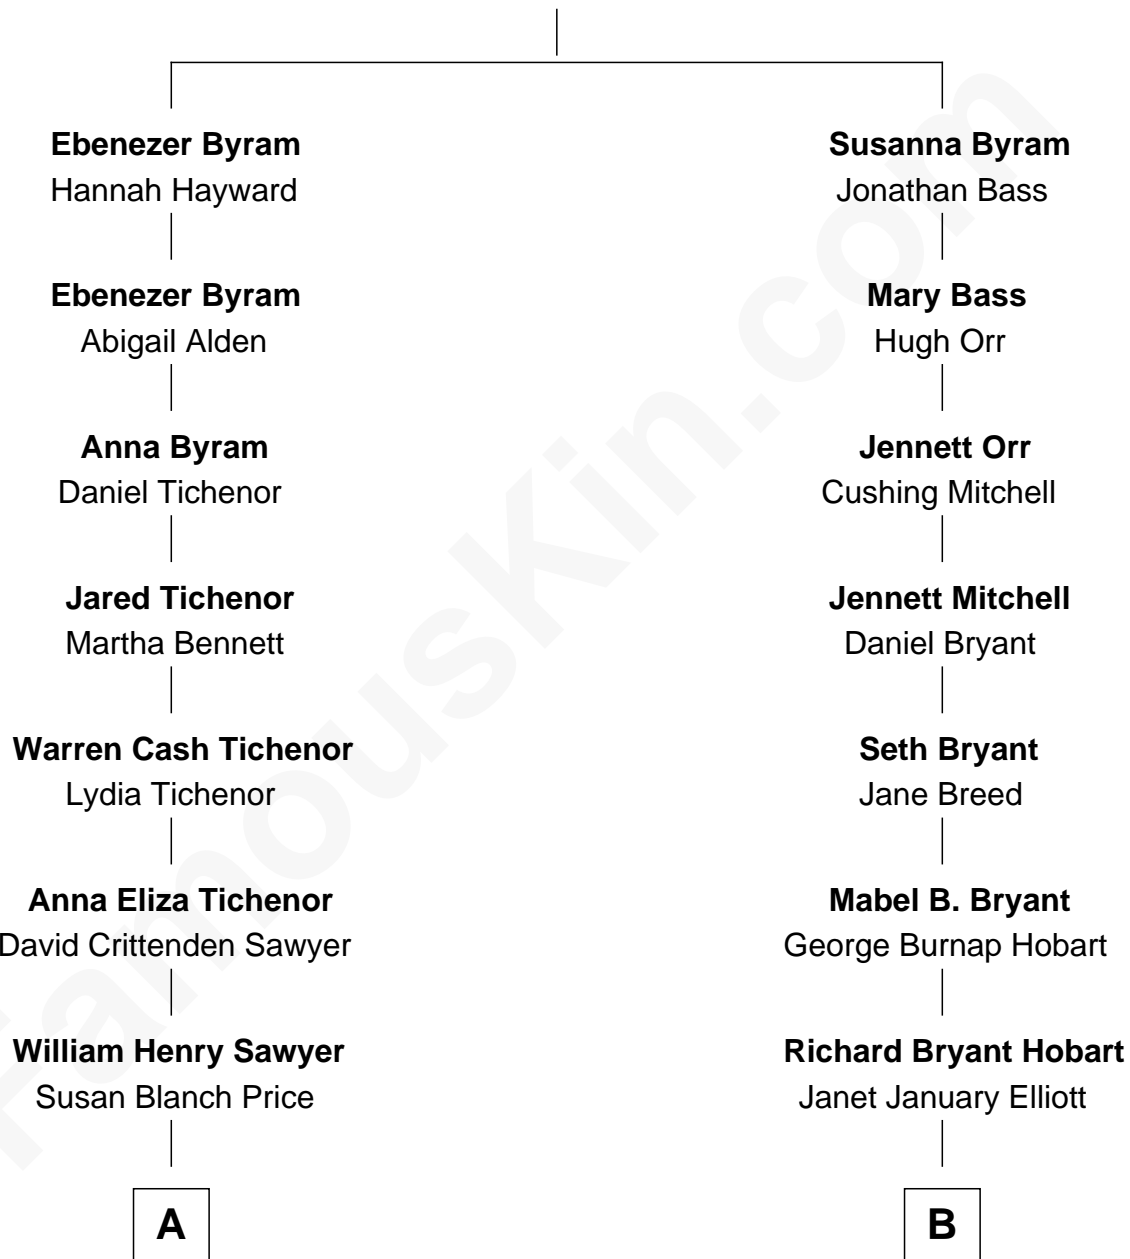 Ebenezer Byram
Hannah Hayward
Ebenezer Byram
Abigail Alden
Anna Byram
Daniel Tichenor
Jared Tichenor
Martha Bennett
Warren Cash Tichenor
Lydia Tichenor
Anna Eliza Tichenor
David Crittenden Sawyer
William Henry Sawyer
Susan Blanch Price
A
Susanna Byram
Jonathan Bass
Mary Bass
Hugh Orr
Jennett Orr
Cushing Mitchell
Jennett Mitchell
Daniel Bryant
Seth Bryant
Jane Breed
Mabel B. Bryant
George Burnap Hobart
Richard Bryant Hobart
Janet January Elliott
B
FamousKin.com